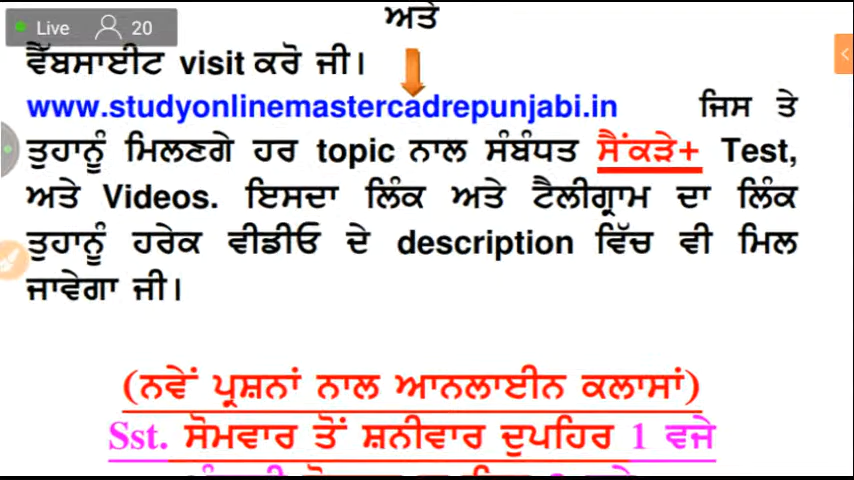 Live 20
ਅਤੇ
ਵੈੱਬਸਾਈਟ visit ਕਰੋ ਜੀ।
www.studyonlinemastercadrepunjabi.in ਜਿਸ ਤੇ
ਤੁਹਾਨੂੰ ਮਿਲਣਗੇ ਹਰ topic ਨਾਲ ਸੰਬੰਧਤ ਸੈਂਕੜੇ+ Test,
ਅਤੇ Videos. ਇਸਦਾ ਲਿੰਕ ਅਤੇ ਟੈਲੀਗ੍ਰਾਮ ਦਾ ਲਿੰਕ
ਤੁਹਾਨੂੰ ਹਰੇਕ ਵੀਡੀਓ ਦੇ description ਵਿੱਚ ਵੀ ਮਿਲ
ਜਾਵੇਗਾ ਜੀ।
(ਨਵੇਂ ਪ੍ਰਸ਼ਨਾਂ ਨਾਲ ਆਨਲਾਈਨ ਕਲਾਸਾਂ)
Sst. ਸੋਮਵਾਰ ਤੋਂ ਸ਼ਨੀਵਾਰ ਦੁਪਹਿਰ 1 ਵਜੇ